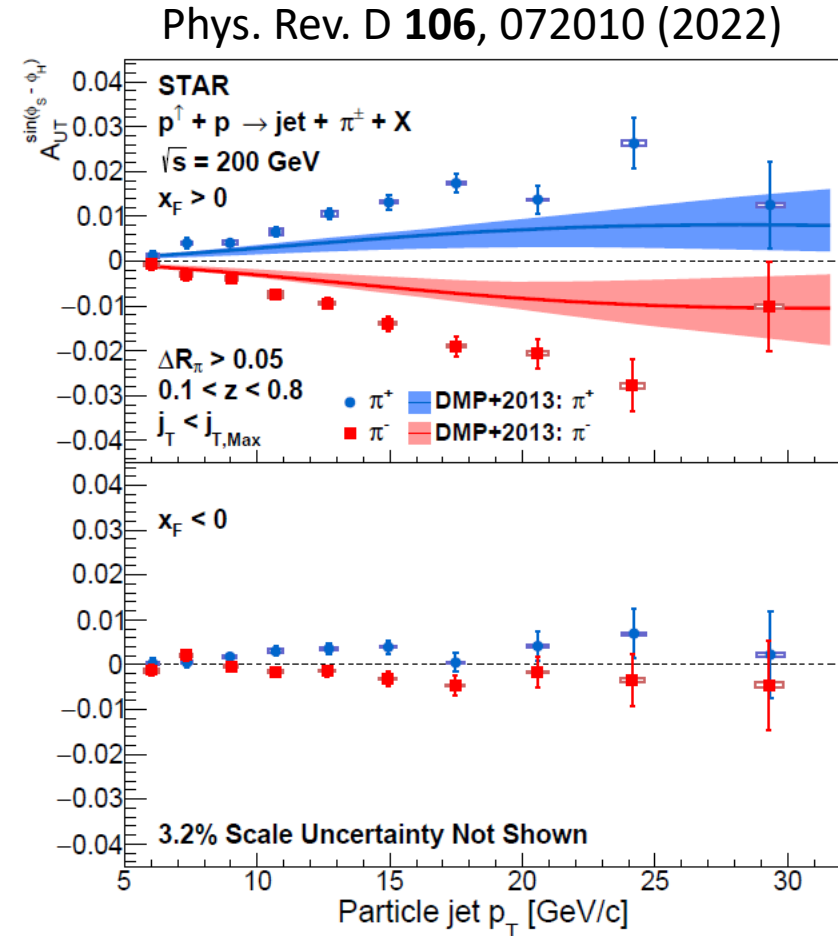 Phys. Rev. D 106, 072010 (2022)
A_UT^sin(ϕ_S - ϕ_H)
0.04
0.03
0.02
0.01
0
−0.01
−0.02
−0.03
−0.04
STAR
p↑ + p → jet + π± + X
√s = 200 GeV
x_F > 0
ΔR_π > 0.05
0.1 < z < 0.8
j_T < j_T,Max
π+ DMP+2013: π+
π- DMP+2013: π-
0.04
0.03
0.02
0.01
0
−0.01
−0.02
−0.03
−0.04
x_F < 0
3.2% Scale Uncertainty Not Shown
5 10 15 20 25 30
Particle jet p_T [GeV/c]